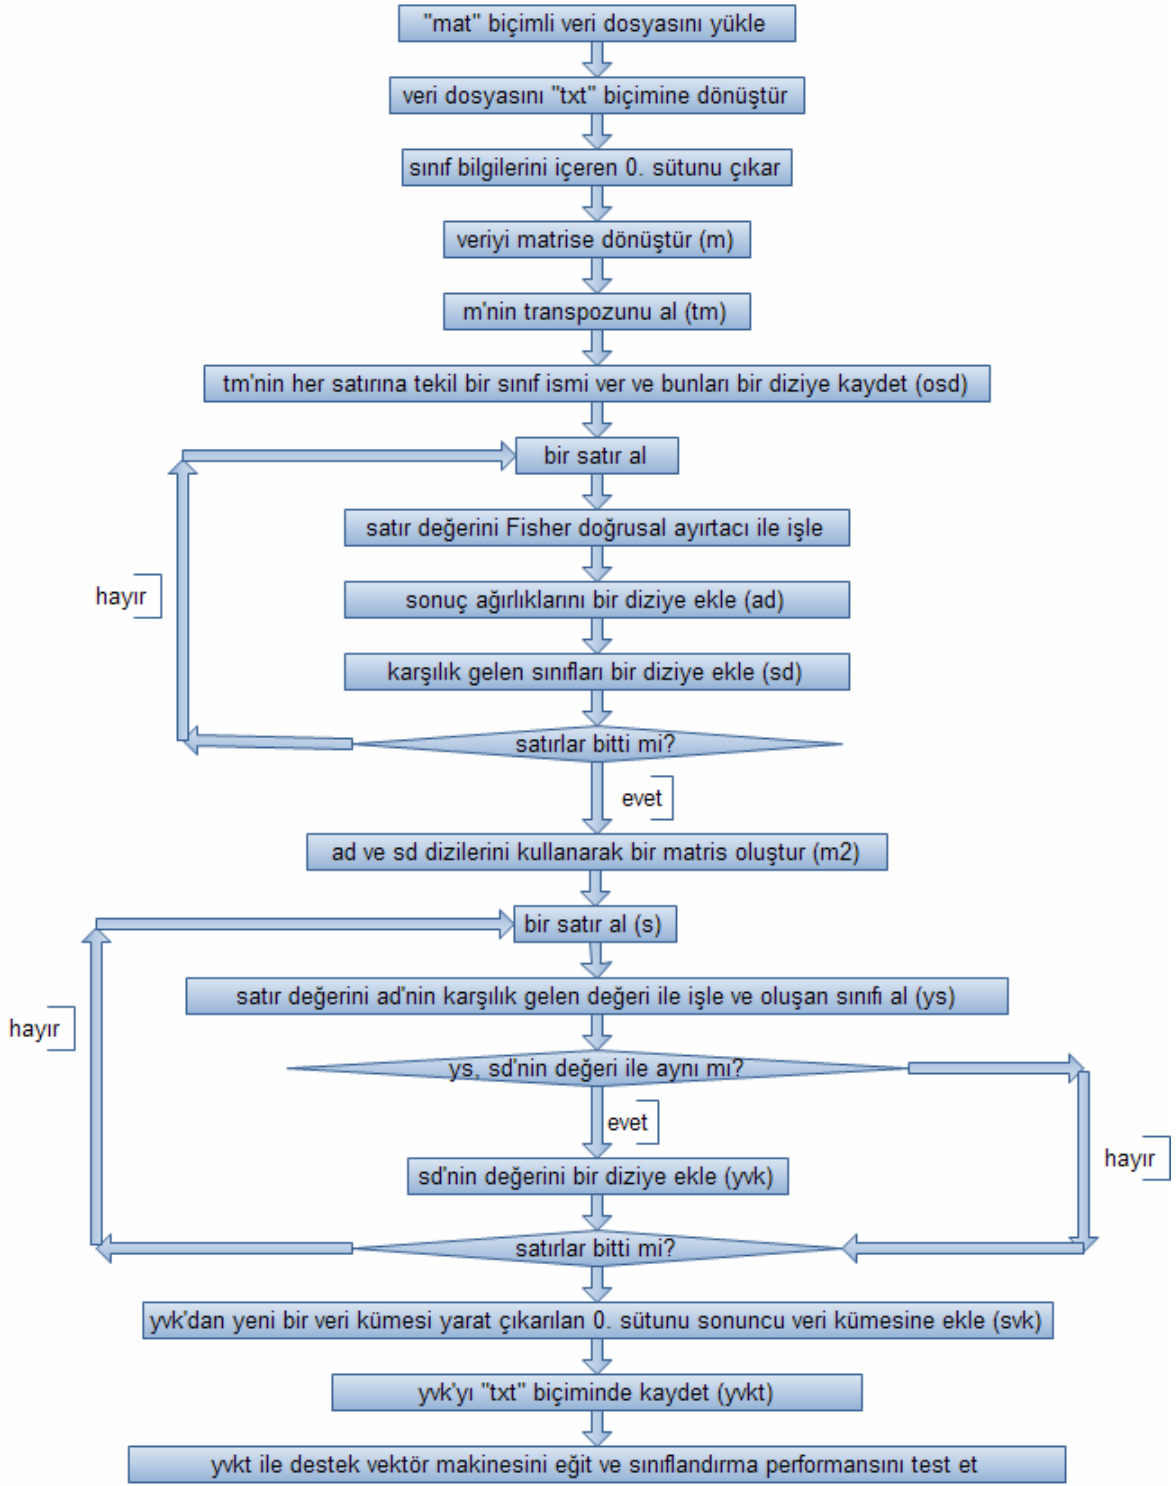 "mat" biçimli veri dosyasını yükle
veri dosyasını "txt" biçimine dönüştür
sınıf bilgilerini içeren 0. sütunu çıkar
veriyi matrise dönüştür (m)
m'nin transpozunu al (tm)
tm'nin her satırına tekil bir sınıf ismi ver ve bunları bir diziye kaydet (osd)
bir satır al
satır değerini Fisher doğrusal ayırtacı ile işle
hayır
sonuç ağırlıklarını bir diziye ekle (ad)
karşılık gelen sınıfları bir diziye ekle (sd)
satırlar bitti mi?
evet
ad ve sd dizilerini kullanarak bir matris oluştur (m2)
bir satır al (s)
satır değerini ad'nin karşılık gelen değeri ile işle ve oluşan sınıfı al (ys)
hayır
ys, sd'nin değeri ile aynı mı?
evet
hayır
sd'nin değerini bir diziye ekle (yvk)
satırlar bitti mi?
yvk'dan yeni bir veri kümesi yarat çıkarılan 0. sütunu sonuncu veri kümesine ekle (svk)
yvk'yı "txt" biçiminde kaydet (yvkt)
yvkt ile destek vektör makinesini eğit ve sınıflandırma performansını test et